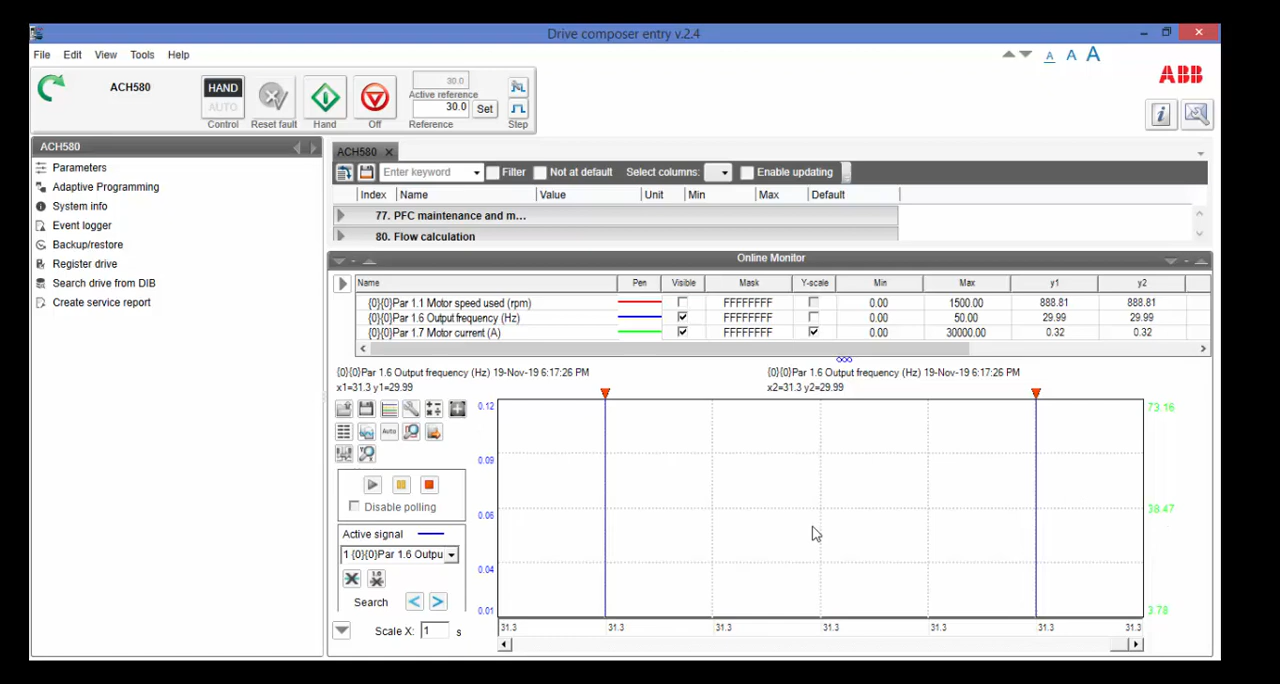 Drive composer entry v.2.4
File Edit View Tools Help
A A A
ABB
ACH580
HAND
AUTO
Control
Reset fault
Hand
Off
30.0
Active reference
30.0 Set
Reference
Step
ACH580
Parameters
Adaptive Programming
System info
Event logger
Backup/restore
Register drive
Search drive from DIB
Create service report
ACH580
Enter keyword Filter Not at default Select columns: Enable updating
Index Name Value Unit Min Max Default
77. PFC maintenance and m...
80. Flow calculation
Online Monitor
Name Pen Visible Mask Y-scale Min Max y1 y2
{0}{0}Par 1.1 Motor speed used (rpm) FFFFFFFF 0.00 1500.00 888.81 888.81
{0}{0}Par 1.6 Output frequency (Hz) FFFFFFFF 0.00 50.00 29.99 29.99
{0}{0}Par 1.7 Motor current (A) FFFFFFFF 0.00 30000.00 0.32 0.32
{0}{0}Par 1.6 Output frequency (Hz) 19-Nov-19 6:17:26 PM
x1=31.3 y1=29.99
{0}{0}Par 1.6 Output frequency (Hz) 19-Nov-19 6:17:26 PM
x2=31.3 y2=29.99
Auto
Disable polling
Active signal
1 {0}{0}Par 1.6 Outpu
1.0
Search
Scale X: 1 s
0.12
0.09
0.06
0.04
0.01
73.16
38.47
3.78
31.3 31.3 31.3 31.3 31.3 31.3 31.3